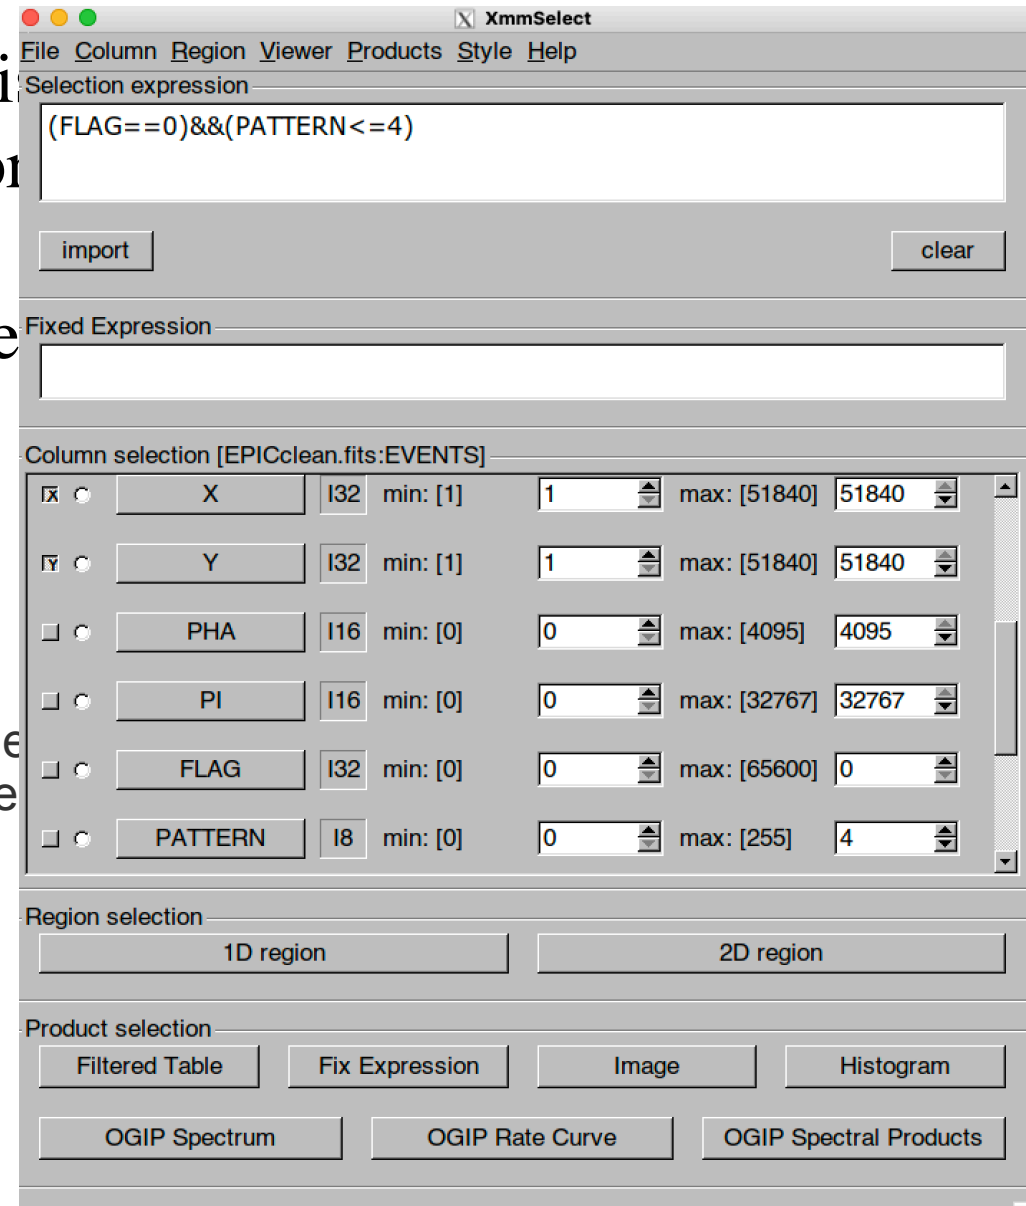 XmmSelect
File Column Region Viewer Products Style Help
Selection expression
(FLAG==0)&&(PATTERN<=4)
import clear
Fixed Expression
Column selection [EPICclean.fits:EVENTS]
X X I32 min: [1] 1 max: [51840] 51840
Y Y I32 min: [1] 1 max: [51840] 51840
PHA I16 min: [0] 0 max: [4095] 4095
PI I16 min: [0] 0 max: [32767] 32767
FLAG I32 min: [0] 0 max: [65600] 0
PATTERN I8 min: [0] 0 max: [255] 4
Region selection
1D region 2D region
Product selection
Filtered Table Fix Expression Image Histogram
OGIP Spectrum OGIP Rate Curve OGIP Spectral Products